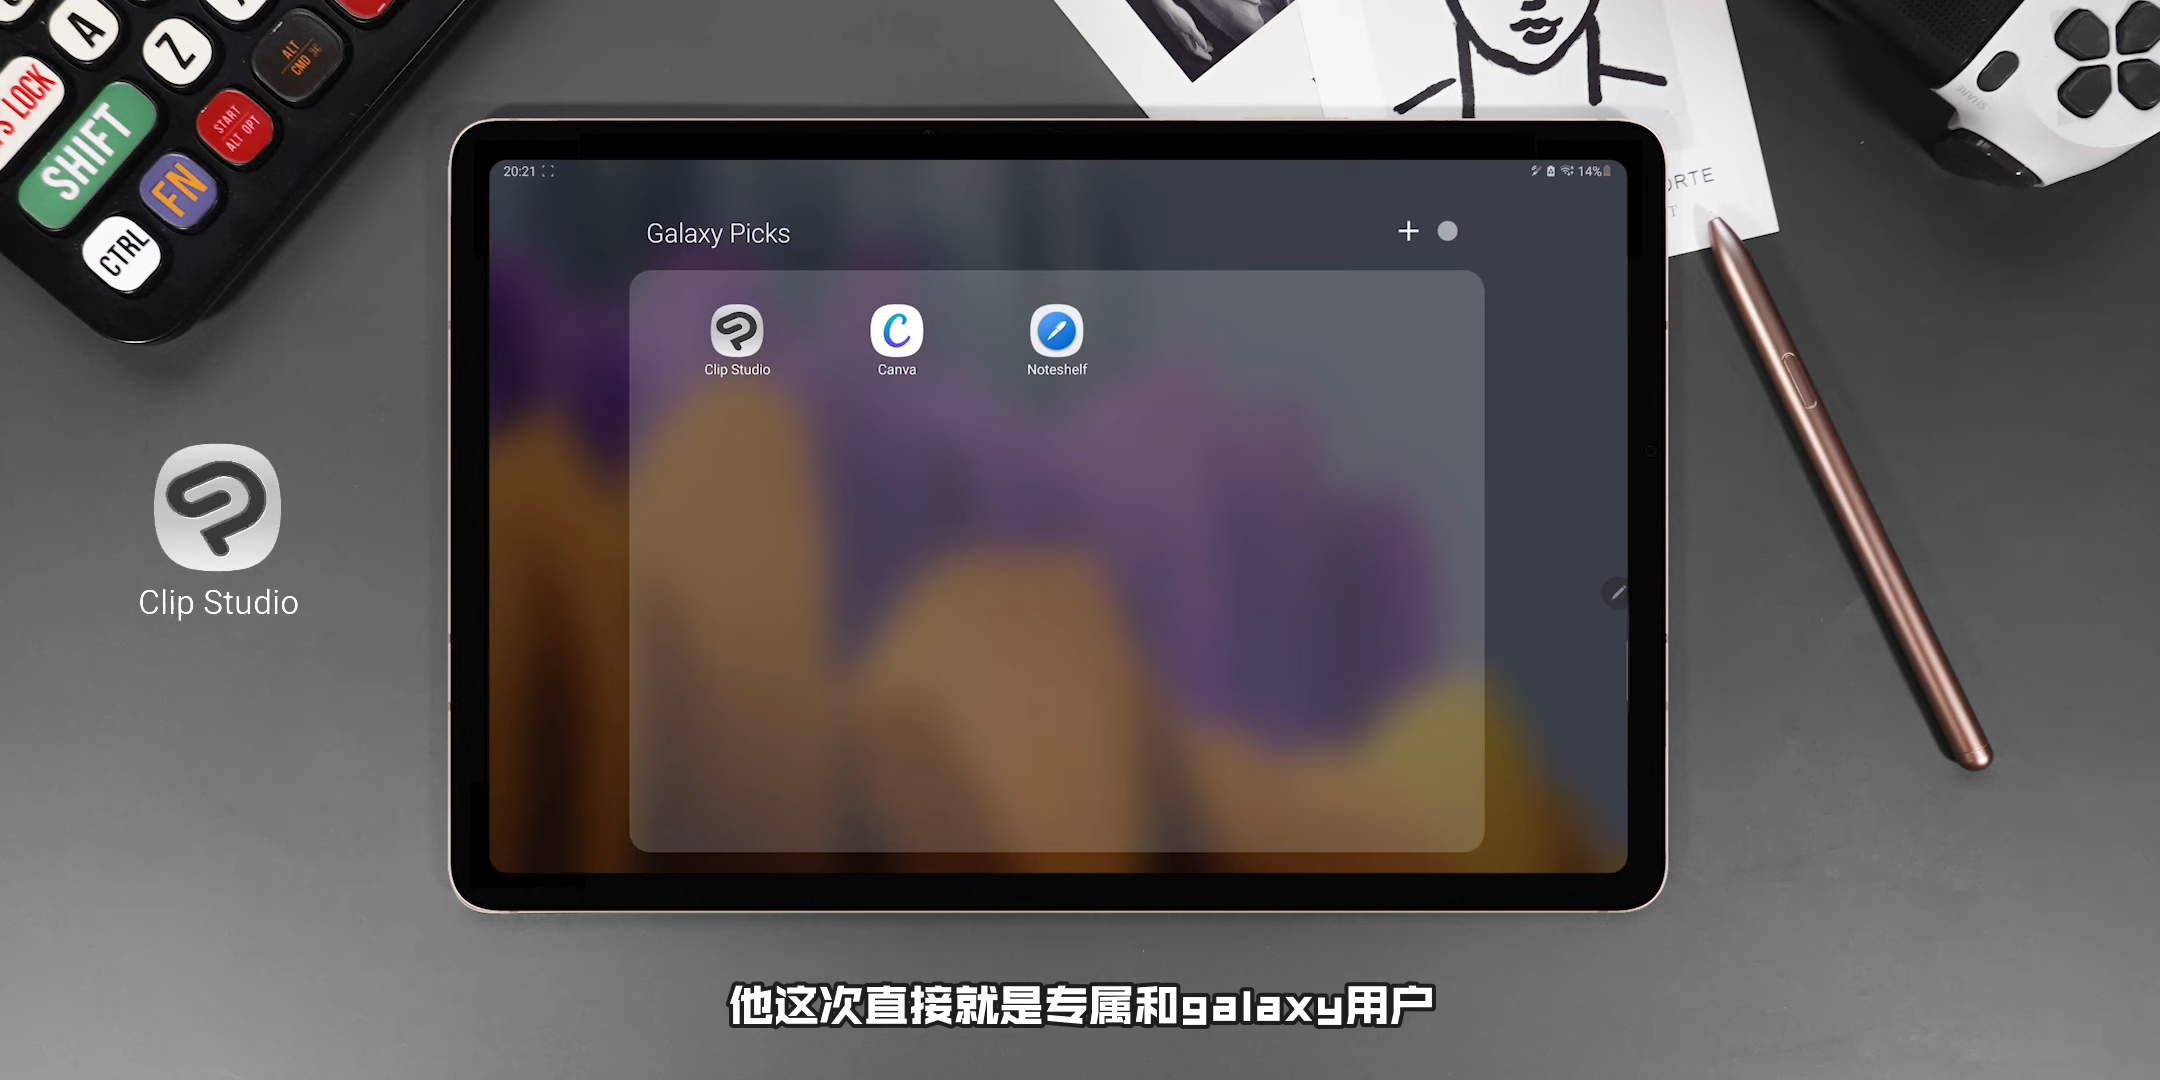 A
Z
ALT
CMD ⌘
S LOCK
SHIFT
START
ALT OPT
FN
CTRL
SHARE
ORTE
T
20:21
14%
Galaxy Picks
Clip Studio
Canva
Noteshelf
Clip Studio
他这次直接就是专属和galaxy用户